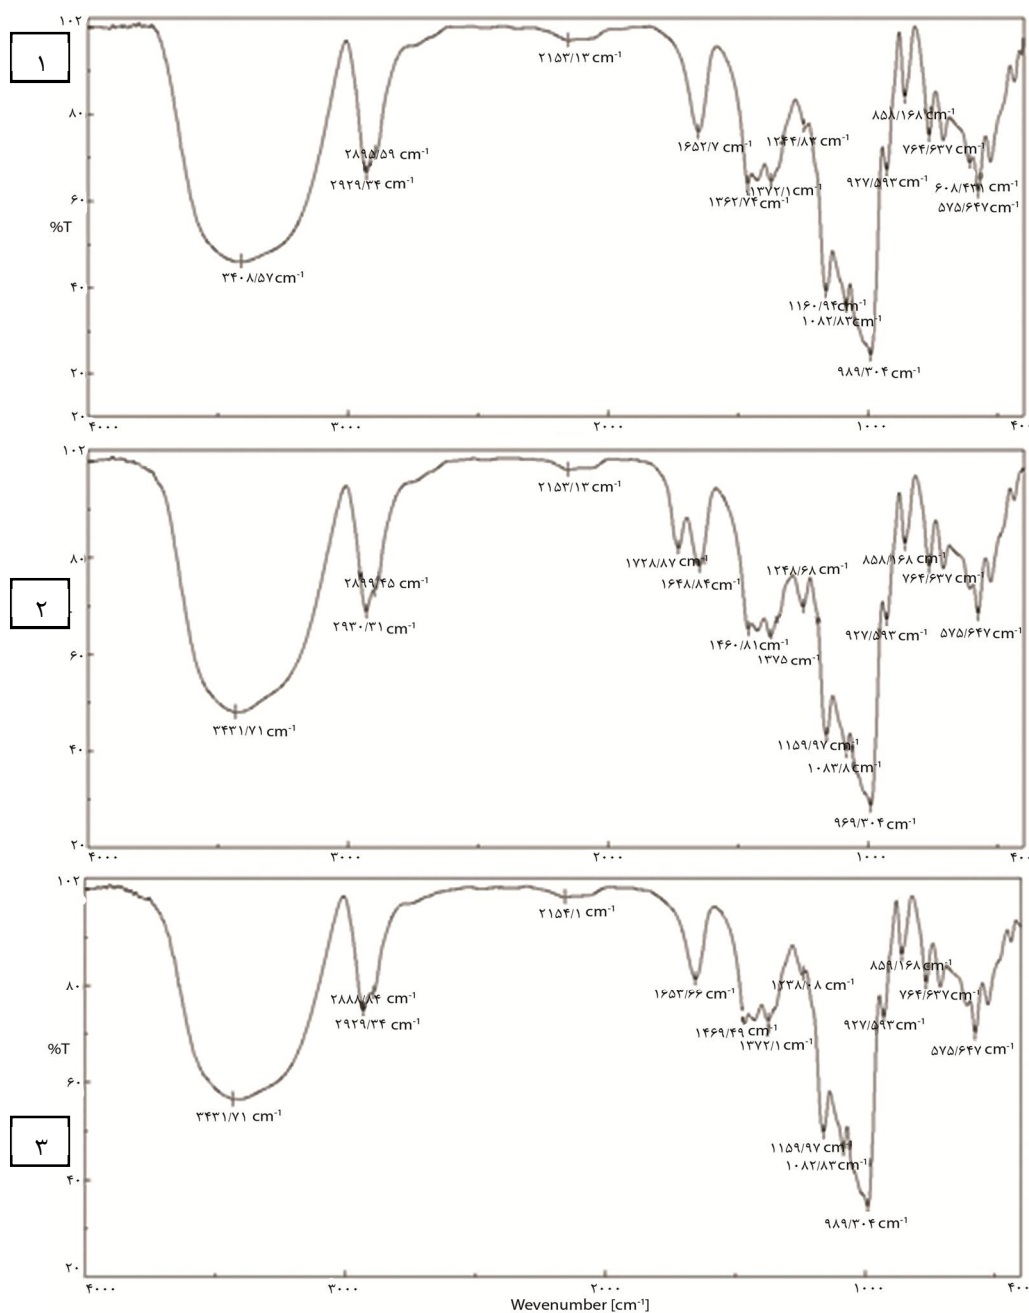 ۱۰۲
۱
۲۱۵۳/۱۳ cm-1
۸۰
۸۵۸/۱۶۸ cm-1
۱۲۴۴/۸۳ cm-1
۱۶۵۲/۷ cm-1
۷۶۴/۶۳۷ cm-1
۲۸۹۵/۵۹ cm-1
۲۹۲۹/۳۴ cm-1
۹۲۷/۵۹۳ cm-1
۱۳۷۲/۱ cm-1
۶۰
۱۳۶۲/۷۴ cm-1
۵۷۵/۶۴۷ cm-1
%T
۳۴۰۸/۵۷ cm-1
۴۰
۱۱۶۰/۹۴ cm-1
۱۰۸۲/۸۳ cm-1
۲۰
۹۸۹/۳۰۴ cm-1
۲۰
۴۰۰۰ ۳۰۰۰ ۲۰۰۰ ۱۰۰۰ ۴۰۰
۱۰۲
۲۱۵۳/۱۳ cm-1
۸۰
۱۷۲۸/۸۷ cm-1
۸۵۸/۱۶۸ cm-1
۱۲۴۸/۶۸ cm-1
۷۶۴/۶۳۷ cm-1
۲۸۹۹/۴۵ cm-1
۱۶۴۸/۸۴ cm-1
۲
۲۹۳۰/۳۱ cm-1
۹۲۷/۵۹۳ cm-1
۵۷۵/۶۴۷ cm-1
۱۴۶۰/۸۱ cm-1
۶۰
۱۳۷۵ cm-1
۳۴۳۱/۷۱ cm-1
۴۰
۱۱۵۹/۹۷ cm-1
۱۰۸۳/۸ cm-1
۹۶۹/۳۰۴ cm-1
۲۰
۴۰۰۰ ۳۰۰۰ ۲۰۰۰ ۱۰۰۰ ۴۰۰
۱۰۲
۲۱۵۴/۱ cm-1
۸۵۹/۱۶۸ cm-1
۸۰
۱۲۳۸/۰۸ cm-1
۱۶۵۳/۶۶ cm-1
۷۶۴/۶۳۷ cm-1
۲۸۸۸/۸۴ cm-1
۲۹۲۹/۳۴ cm-1
۹۲۷/۵۹۳ cm-1
۱۴۶۹/۴۹ cm-1
۱۳۷۲/۱ cm-1
%T
۵۷۵/۶۴۷ cm-1
۶۰
۳۴۳۱/۷۱ cm-1
۳
۱۱۵۹/۹۷ cm-1
۱۰۸۲/۸۳ cm-1
۴۰
۹۸۹/۳۰۴ cm-1
۲۰
۴۰۰۰ ۳۰۰۰ ۲۰۰۰ ۱۰۰۰ ۴۰۰
Wevenumber [cm-1]